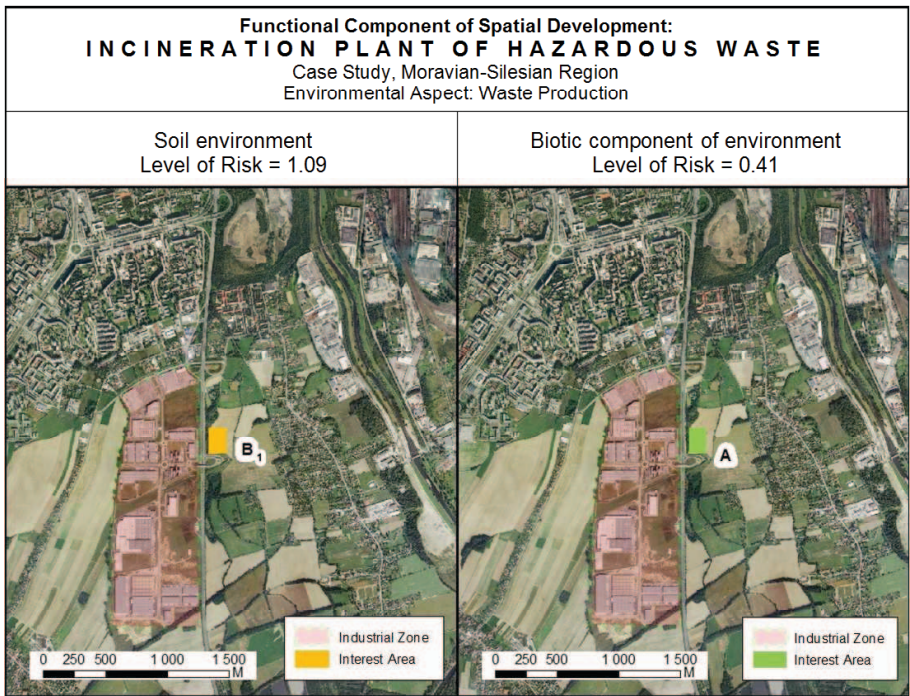 Functional Component of Spatial Development:
INCINERATION PLANT OF HAZARDOUS WASTE
Case Study, Moravian-Silesian Region
Environmental Aspect: Waste Production
Soil environment
Level of Risk = 1.09
Biotic component of environment
Level of Risk = 0.41
B1
Industrial Zone
Interest Area
0 250 500 1 000 1 500
M
A
Industrial Zone
Interest Area
0 250 500 1 000 1 500
M